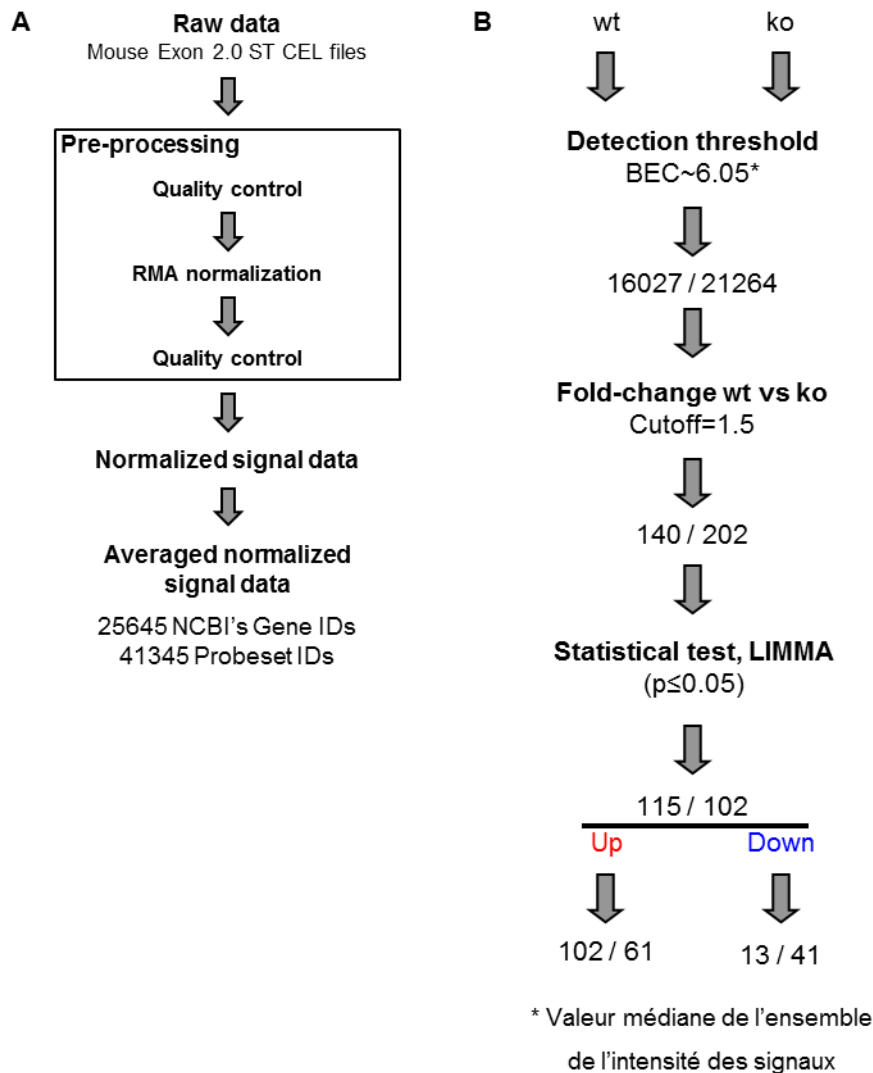 A
Raw data
Mouse Exon 2.0 ST CEL files
Pre-processing
Quality control
RMA normalization
Quality control
Normalized signal data
Averaged normalized
signal data
25645 NCBI's Gene IDs
41345 Probeset IDs
B
wt
ko
Detection threshold
BEC~6.05*
16027 / 21264
Fold-change wt vs ko
Cutoff=1.5
140 / 202
Statistical test, LIMMA
(p≤0.05)
115 / 102
Up
Down
102 / 61
13 / 41
* Valeur médiane de l'ensemble
de l'intensité des signaux